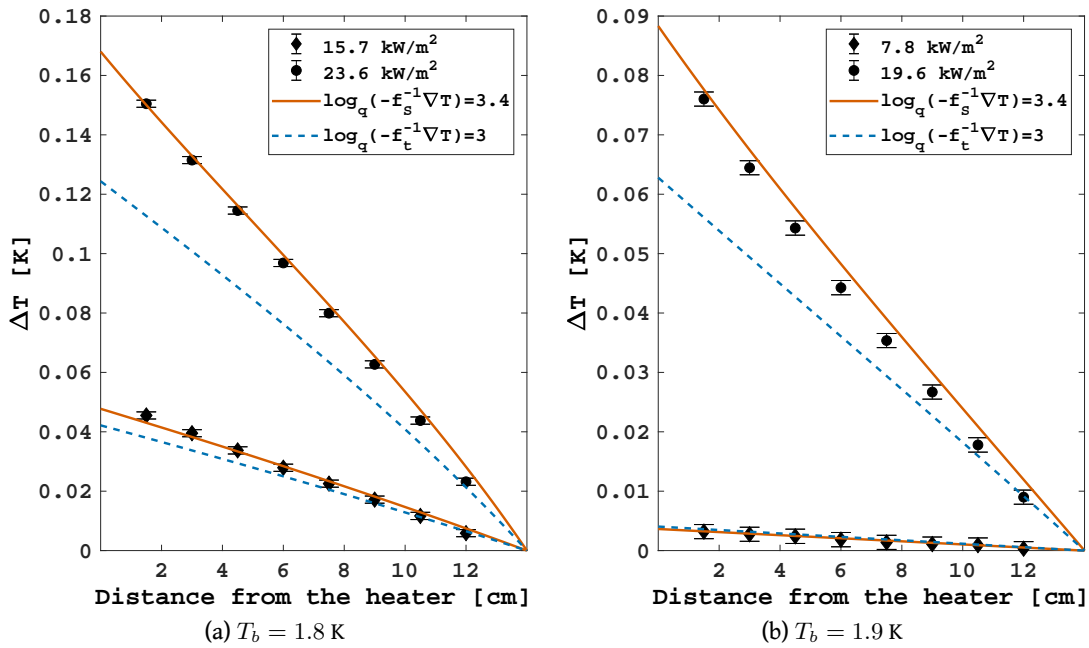 0.18
0.16
0.14
0.12
0.1
0.08
0.06
0.04
0.02
0
ΔT [K]
15.7 kW/m²
23.6 kW/m²
log_q(-f_s^{-1}∇T)=3.4
log_q(-f_t^{-1}∇T)=3
2 4 6 8 10 12
Distance from the heater [cm]
(a) T_b = 1.8 K
0.09
0.08
0.07
0.06
0.05
0.04
0.03
0.02
0.01
0
ΔT [K]
7.8 kW/m²
19.6 kW/m²
log_q(-f_s^{-1}∇T)=3.4
log_q(-f_t^{-1}∇T)=3
2 4 6 8 10 12
Distance from the heater [cm]
(b) T_b = 1.9 K